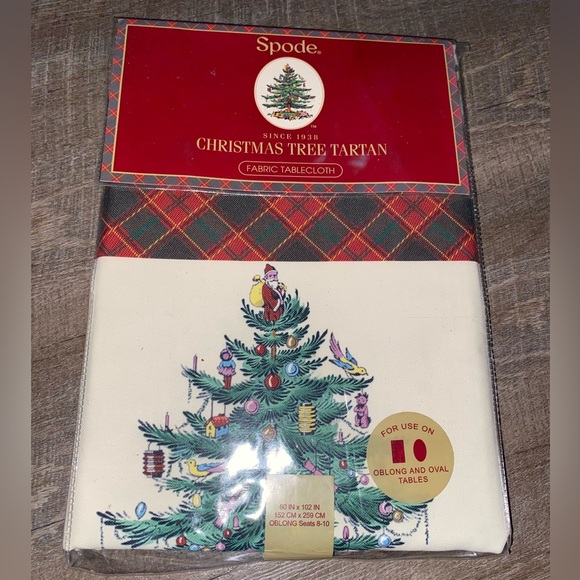 Spode®
SINCE 1938
™
CHRISTMAS TREE TARTAN
FABRIC TABLECLOTH
FOR USE ON
OBLONG AND OVAL
TABLES
60 IN x 102 IN
152 CM x 259 CM
OBLONG Seats 8-10